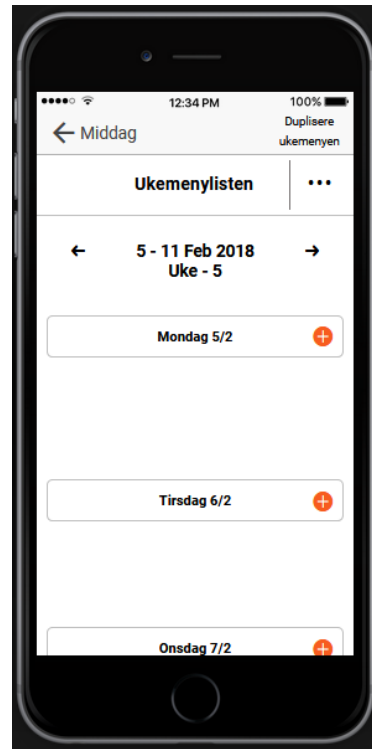 12:34 PM
100%
← Middag
Duplisere
ukemenyen
Ukemenylisten
...
← 5 - 11 Feb 2018 →
Uke - 5
Mondag 5/2
Tirsdag 6/2
Onsdag 7/2